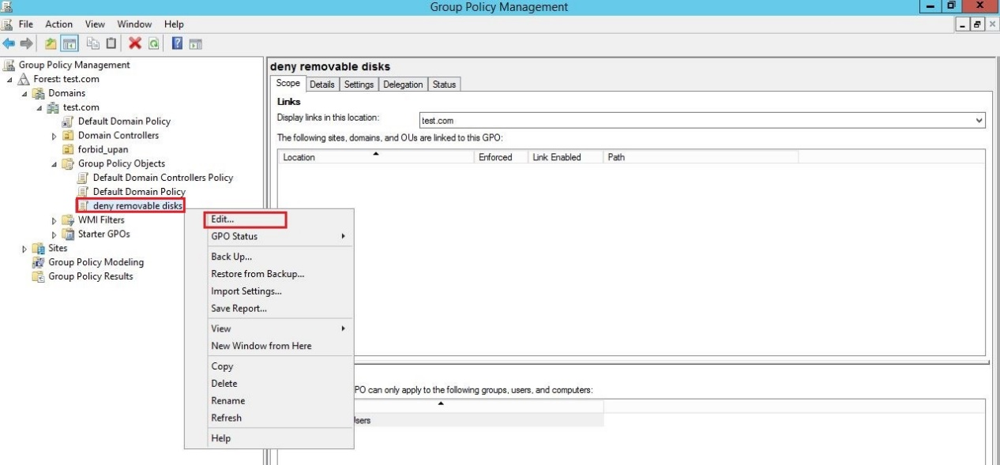 Group Policy Management
File Action View Window Help
Group Policy Management
Forest: test.com
Domains
test.com
Default Domain Policy
Domain Controllers
forbid_upan
Group Policy Objects
Default Domain Controllers Policy
Default Domain Policy
deny removable disks
WMI Filters
Starter GPOs
Sites
Group Policy Modeling
Group Policy Results
Edit...
GPO Status
Back Up...
Restore from Backup...
Import Settings...
Save Report...
View
New Window from Here
Copy
Delete
Rename
Refresh
Help
deny removable disks
Scope Details Settings Delegation Status
Links
Display links in this location: test.com
The following sites, domains, and OUs are linked to this GPO:
Location Enforced Link Enabled Path
PO can only apply to the following groups, users, and computers:
Users